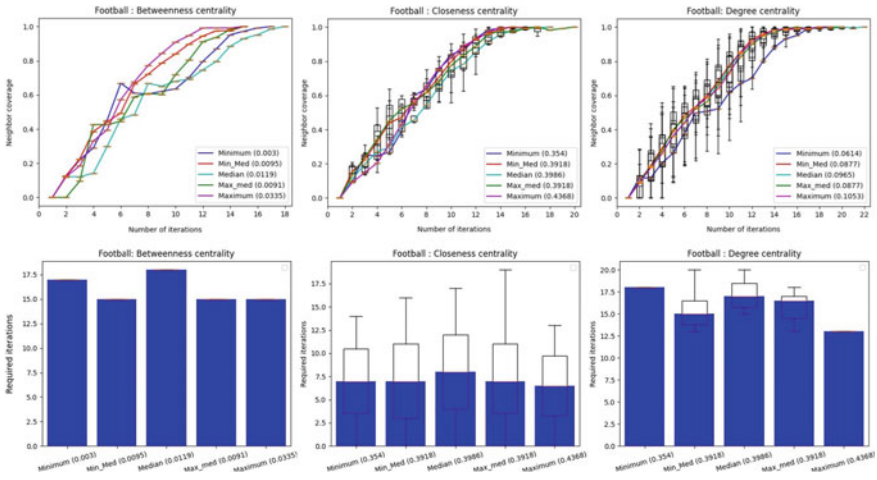 Football : Betweenness centrality
Neighbor coverage
1.0
0.8
0.6
0.4
0.2
0.0
0 2 4 6 8 10 12 14 16 18
Number of iterations
Minimum (0.003)
Min_Med (0.0095)
Median (0.0119)
Max_med (0.0091)
Maximum (0.0335)
Football : Closeness centrality
Neighbor coverage
1.0
0.8
0.6
0.4
0.2
0.0
0 2 4 6 8 10 12 14 16 18 20
Number of iterations
Minimum (0.354)
Min_Med (0.3918)
Median (0.3986)
Max_med (0.3918)
Maximum (0.4368)
Football: Degree centrality
Neighbor coverage
1.0
0.8
0.6
0.4
0.2
0.0
0 2 4 6 8 10 12 14 16 18 20 22
Number of iterations
Minimum (0.0614)
Min_Med (0.0877)
Median (0.0965)
Max_med (0.0877)
Maximum (0.1053)
Football: Betweenness centrality
Required iterations
17.5
15.0
12.5
10.0
7.5
5.0
2.5
0.0
Minimum (0.003)
Min_Med (0.0095)
Median (0.0119)
Max_med (0.0091)
Maximum (0.0335)
Football : Closeness centrality
Required iterations
20.0
17.5
15.0
12.5
10.0
7.5
5.0
2.5
0.0
Minimum (0.354)
Min_Med (0.3918)
Median (0.3986)
Max_med (0.3918)
Maximum (0.4368)
Football : Degree centrality
Required iterations
20.0
17.5
15.0
12.5
10.0
7.5
5.0
2.5
0.0
Minimum (0.354)
Min_Med (0.3918)
Median (0.3986)
Max_med (0.3918)
Maximum (0.4368)